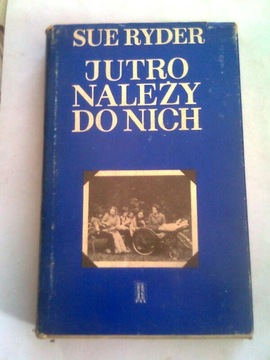 SUE RYDER
JUTRO
NALEŻY
DO NICH